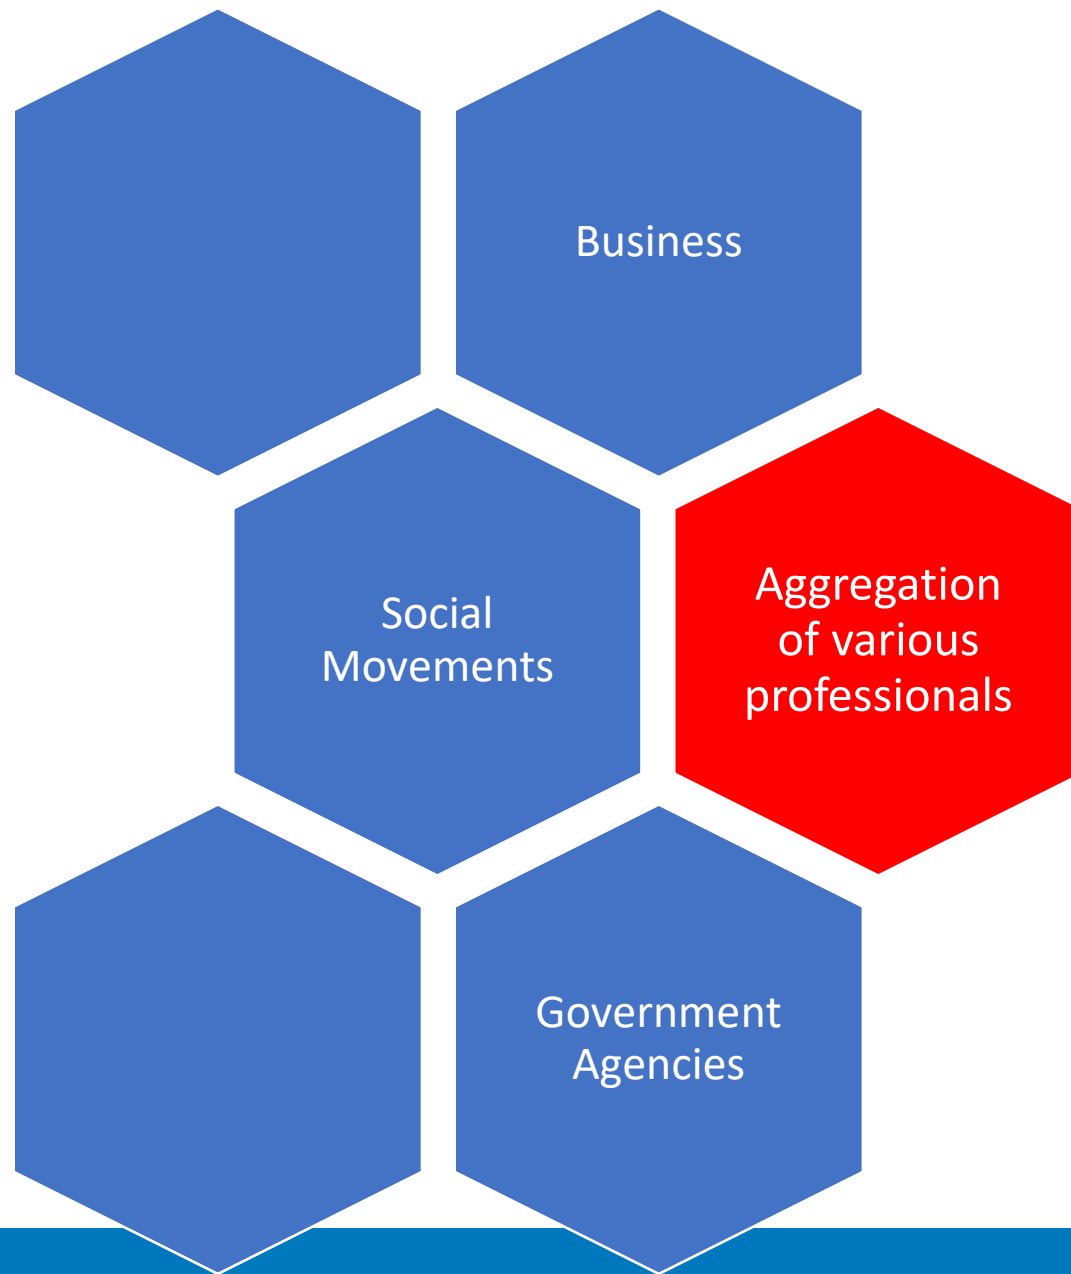 Business
Social
Movements
Aggregation
of various
professionals
Government
Agencies